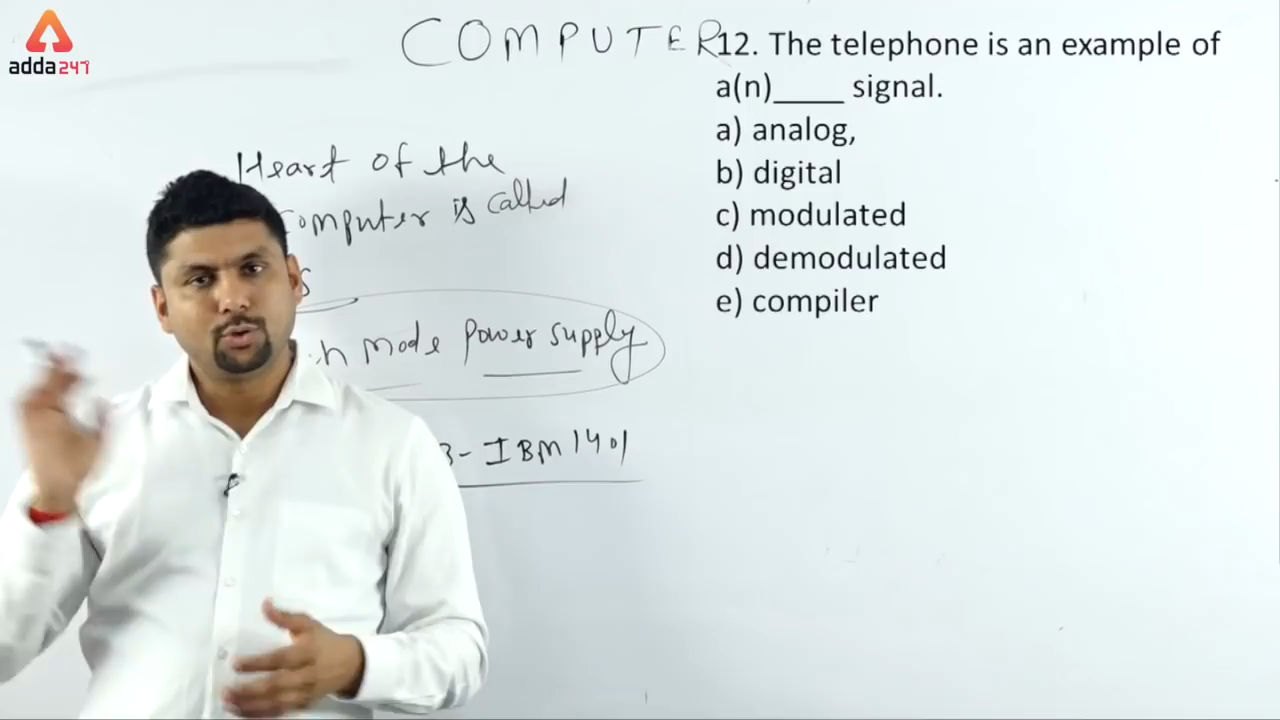 adda247
COMPUTER
Heart of the
computer is called
mode power supply
- IBM 1401
12. The telephone is an example of
a(n)____ signal.
a) analog,
b) digital
c) modulated
d) demodulated
e) compiler